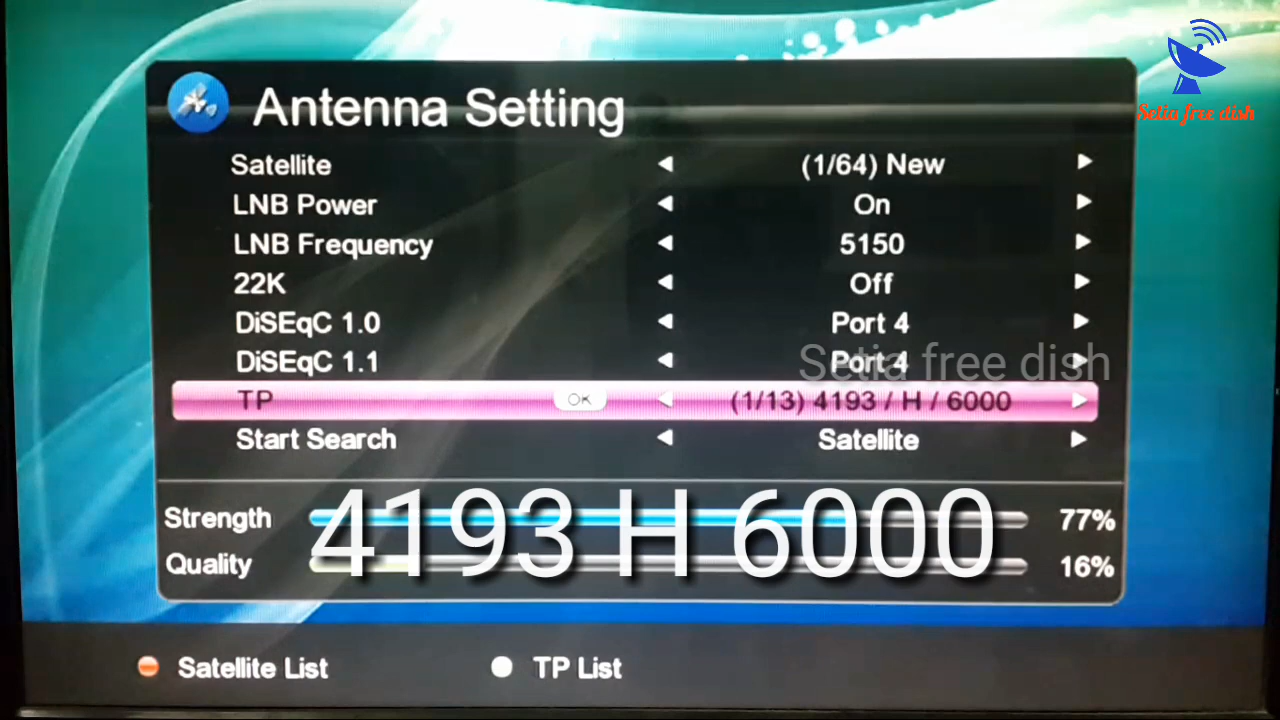 Setia free dish
Antenna Setting
Satellite (1/64) New
LNB Power On
LNB Frequency 5150
22K Off
DiSEqC 1.0 Port 4
DiSEqC 1.1 Port 4
Setia free dish
TP OK (1/13) 4193 / H / 6000
Start Search Satellite
4193 H 6000
Strength 77%
Quality 16%
Satellite List TP List